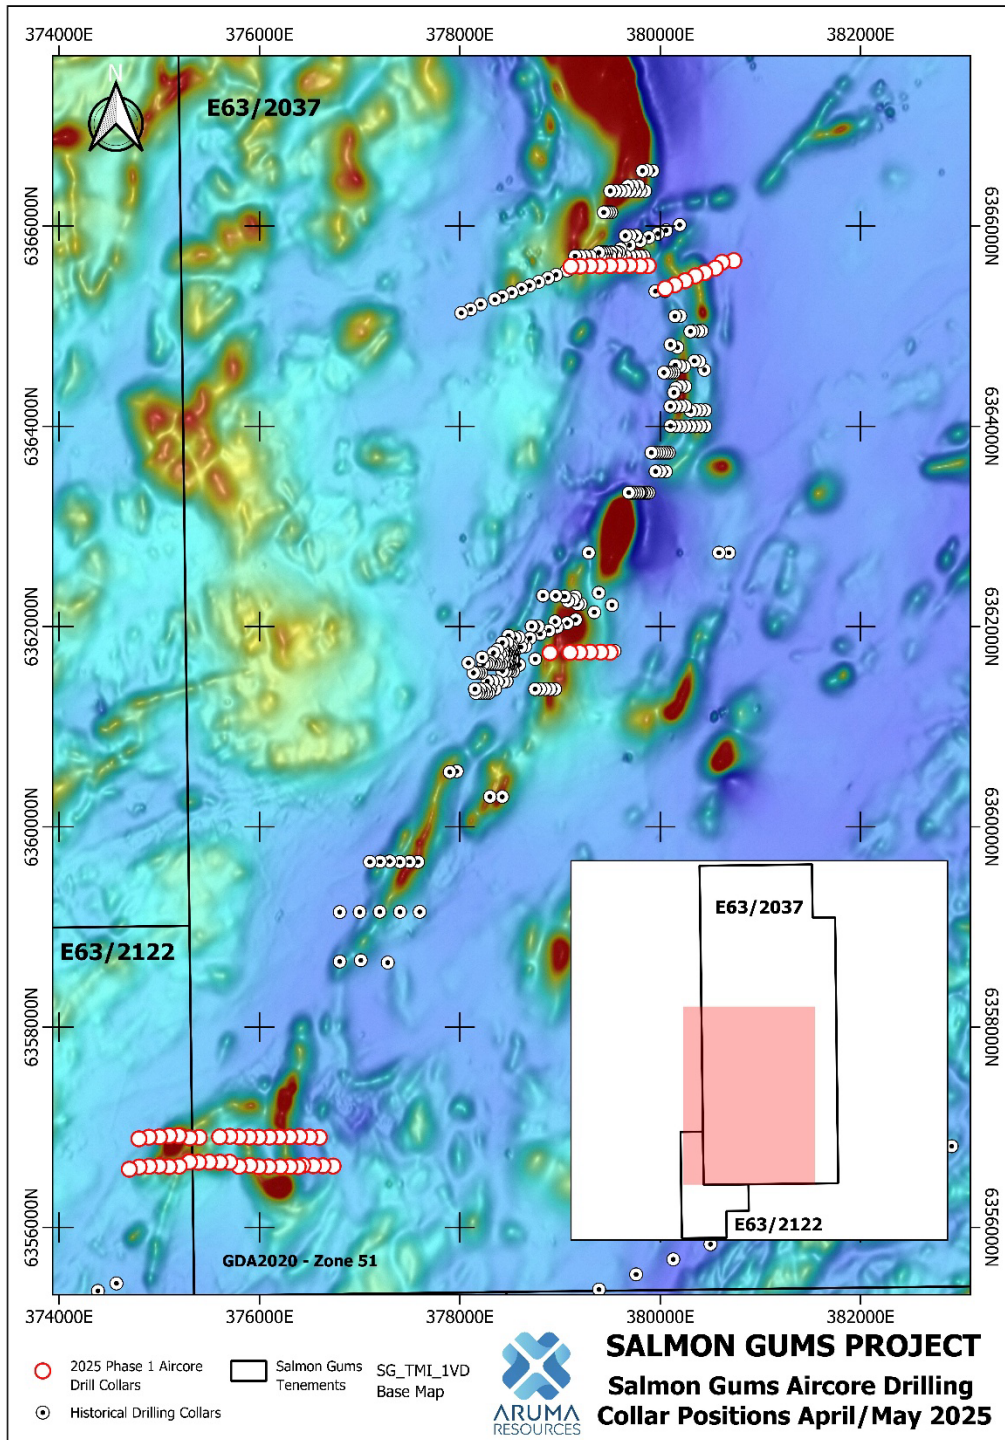 374000E 376000E 378000E 380000E 382000E
N
E63/2037
6366000N 6366000N
6364000N 6364000N
6362000N 6362000N
6360000N 6360000N
E63/2122
6358000N 6358000N
6356000N 6356000N
E63/2037
E63/2122
GDA2020 - Zone 51
374000E 376000E 378000E 380000E 382000E
2025 Phase 1 Aircore
Drill Collars
Historical Drilling Collars
Salmon Gums
Tenements
SG_TMI_1VD
Base Map
ARUMA
RESOURCES
SALMON GUMS PROJECT
Salmon Gums Aircore Drilling
Collar Positions April/May 2025